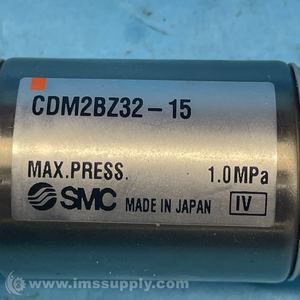 CDM2BZ32-15
MAX.PRESS. 1.0MPa
SMC MADE IN JAPAN IV
© www.imssupply.com